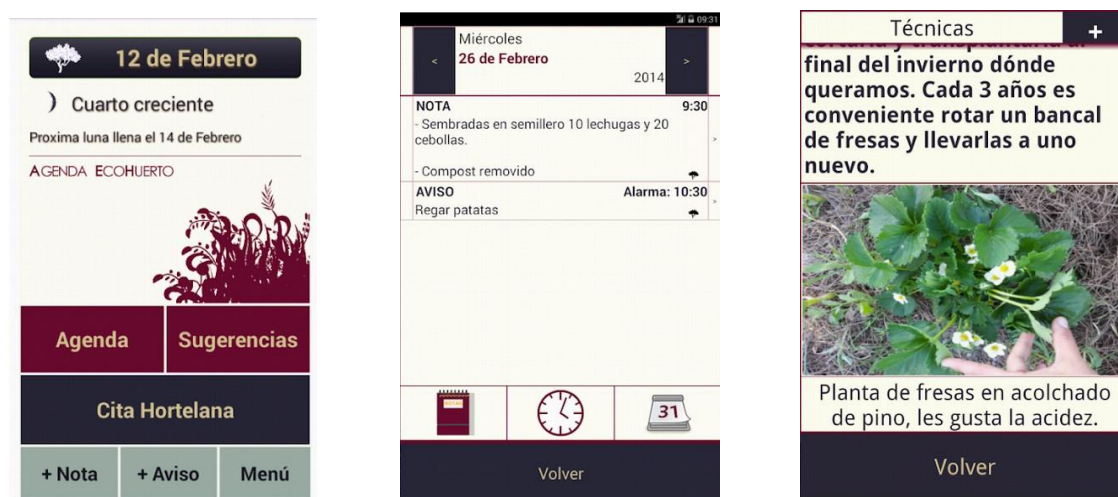 12 de Febrero
Cuarto creciente
Proxima luna llena el 14 de Febrero
AGENDA ECOHUERTO
Agenda
Sugerencias
Cita Hortelana
+ Nota
+ Aviso
Menú
09:31
Miércoles
< 26 de Febrero >
2014
NOTA 9:30
- Sembradas en semillero 10 lechugas y 20
cebollas.
>
- Compost removido
AVISO Alarma: 10:30
>
Regar patatas
31
Volver
Técnicas +
final del invierno dónde
queramos. Cada 3 años es
conveniente rotar un bancal
de fresas y llevarlas a uno
nuevo.
Planta de fresas en acolchado
de pino, les gusta la acidez.
Volver